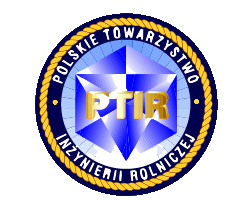 POLSKIE TOWARZYSTWO
PTIR
INŻYNIERII ROLNICZEJ